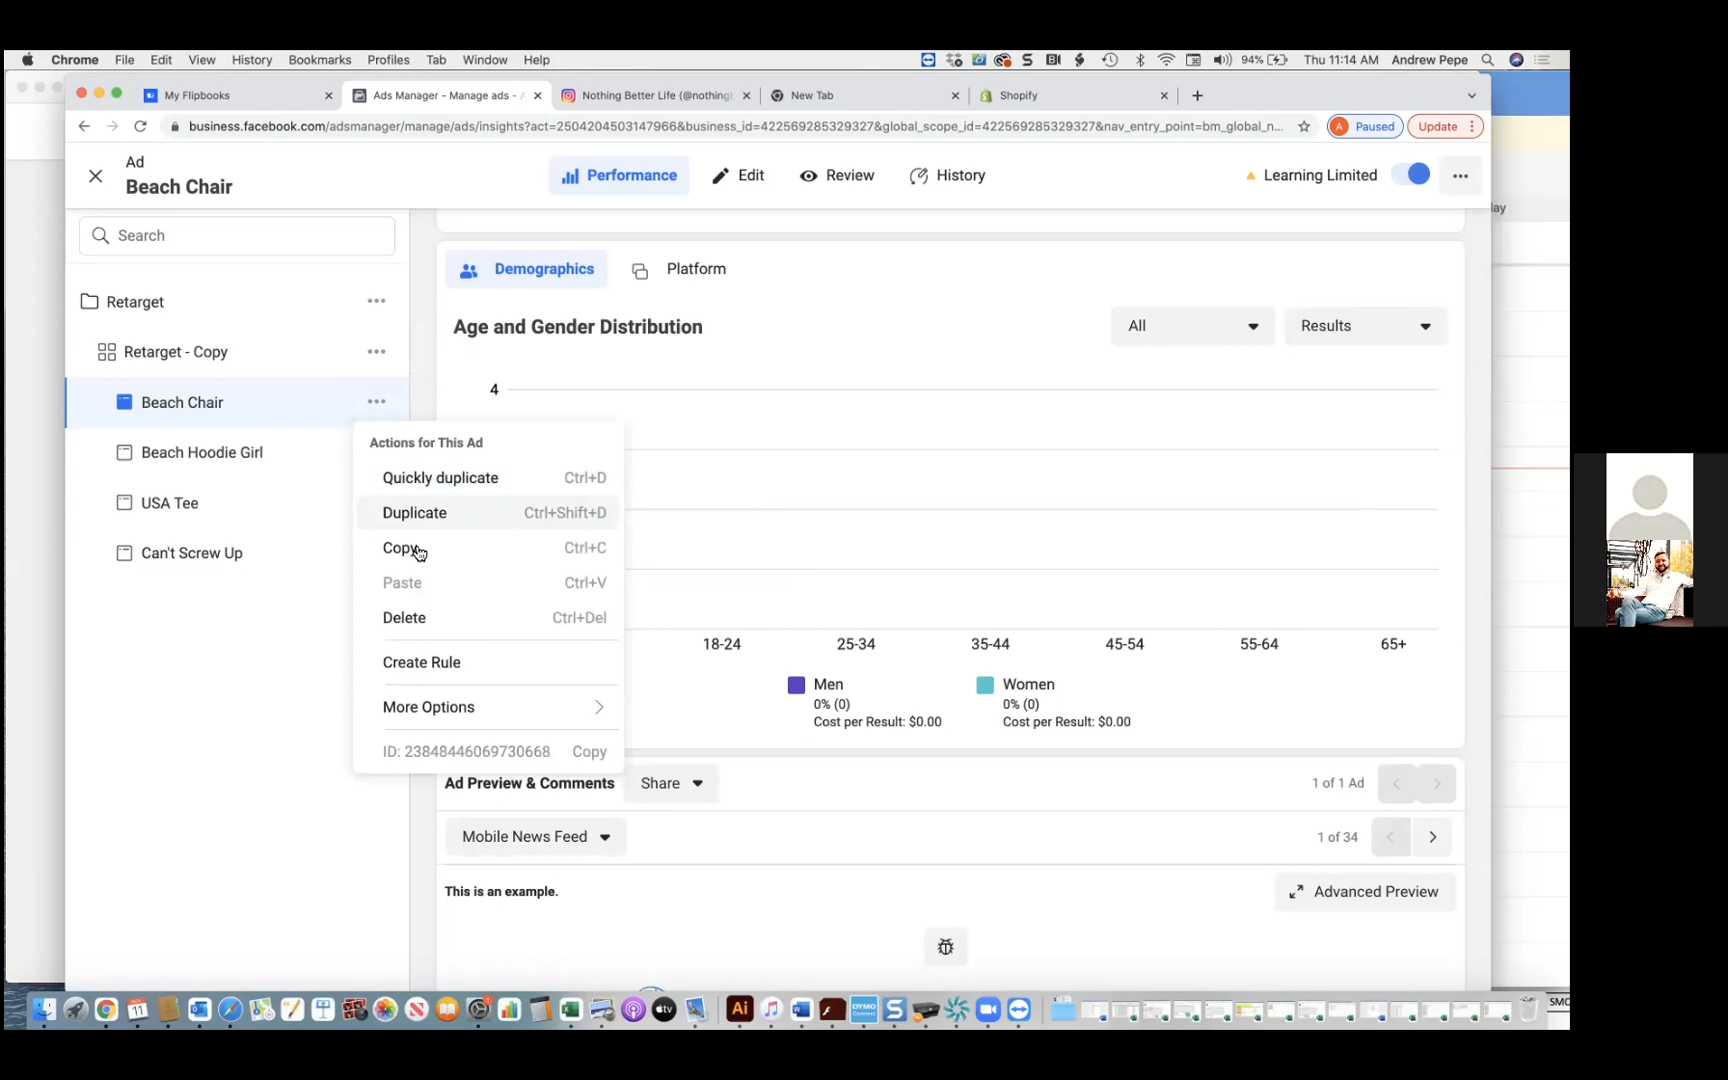 Chrome File Edit View History Bookmarks Profiles Tab Window Help 94% Thu 11:14 AM Andrew Pepe
My Flipbooks Ads Manager - Manage ads - Nothing Better Life (@nothing New Tab Shopify
business.facebook.com/adsmanager/manage/ads/insights?act=2504204503147966&business_id=422569285329327&global_scope_id=422569285329327&nav_entry_point=bm_global_n... A Paused Update
Ad
Beach Chair
Performance Edit Review History Learning Limited
Search
Demographics Platform
Retarget
Age and Gender Distribution All Results
Retarget - Copy
4
Beach Chair
Actions for This Ad
Beach Hoodie Girl
Quickly duplicate Ctrl+D
USA Tee
Duplicate Ctrl+Shift+D
Can't Screw Up
Copy Ctrl+C
Paste Ctrl+V
Delete Ctrl+Del
18-24 25-34 35-44 45-54 55-64 65+
Create Rule
Men Women
0% (0) 0% (0)
Cost per Result: $0.00 Cost per Result: $0.00
More Options
ID: 23848446069730668 Copy
Ad Preview & Comments Share 1 of 1 Ad
Mobile News Feed 1 of 34
This is an example. Advanced Preview
NOV
11
Ai
DYMO